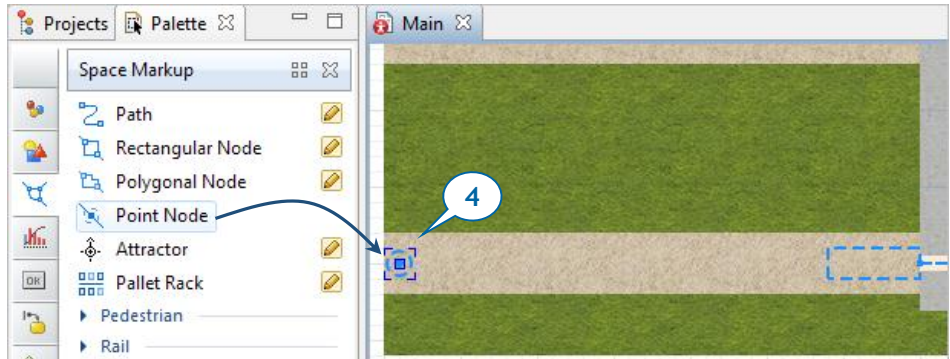 Projects Palette Main
Space Markup
Path
Rectangular Node
Polygonal Node
Point Node
4
Attractor
OK Pallet Rack
Pedestrian
Rail